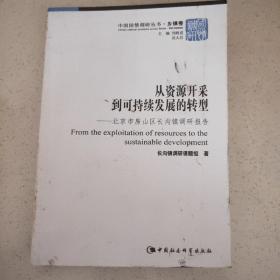 中国国情调研丛书·乡镇卷
从资源开采
到可持续发展的转型
——北京市房山区长沟镇调研报告
From the exploitation of resources to the
sustainable development
长沟镇调研课题组 著
中国社会科学出版社